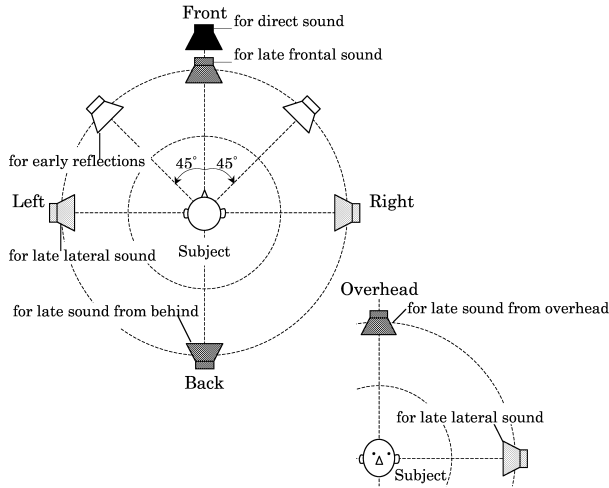 Front
for direct sound
for late frontal sound
for early reflections
45° 45°
Left
Right
for late lateral sound
Subject
for late sound from behind
Back
Overhead
for late sound from overhead
for late lateral sound
Subject